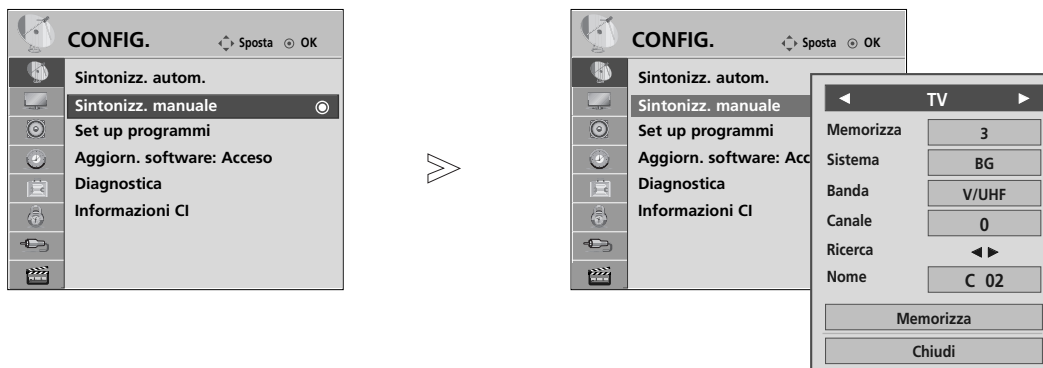 CONFIG. Sposta OK
Sintonizz. autom.
Sintonizz. manuale
Set up programmi
Aggiorn. software: Acceso
Diagnostica
Informazioni CI
CONFIG. Sposta OK
Sintonizz. autom.
Sintonizz. manuale
Set up programmi
Aggiorn. software: Acc
Diagnostica
Informazioni CI
◀ TV ▶
Memorizza 3
Sistema BG
Banda V/UHF
Canale 0
Ricerca ◀ ▶
Nome C 02
Memorizza
Chiudi